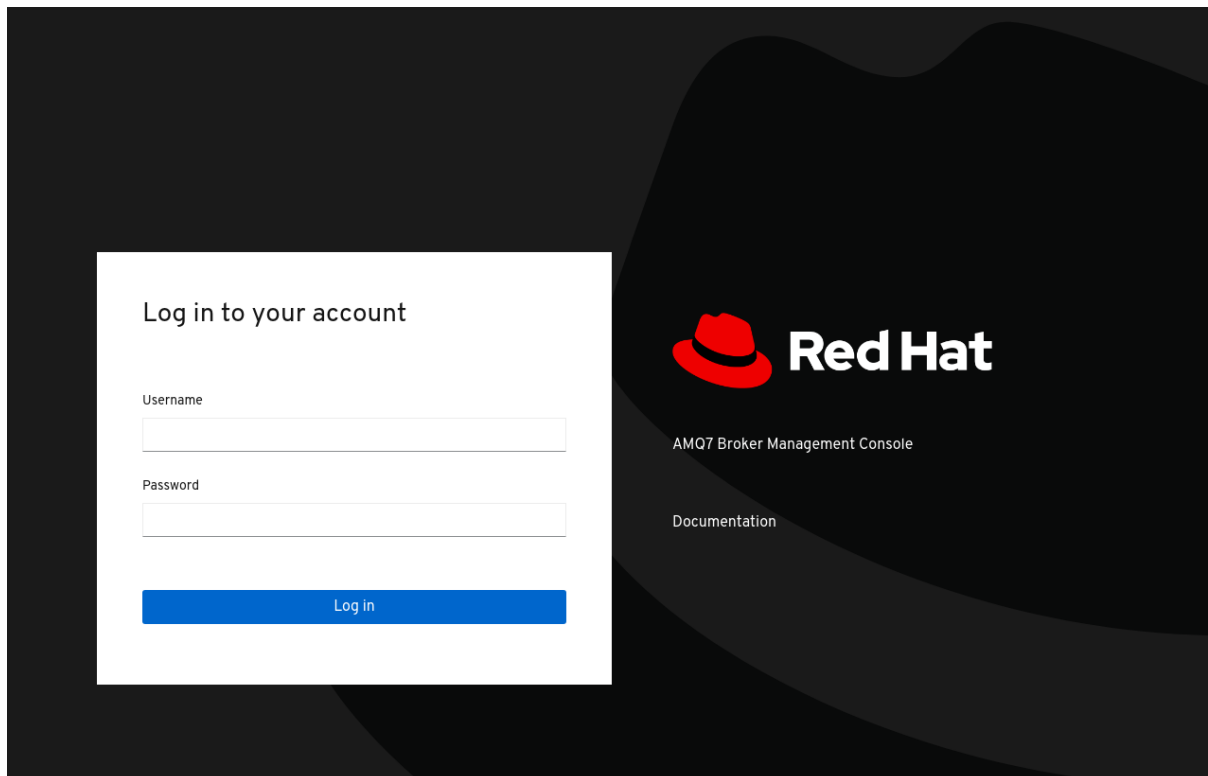 Log in to your account
Username
Password
Log in
Red Hat
AMQ7 Broker Management Console
Documentation